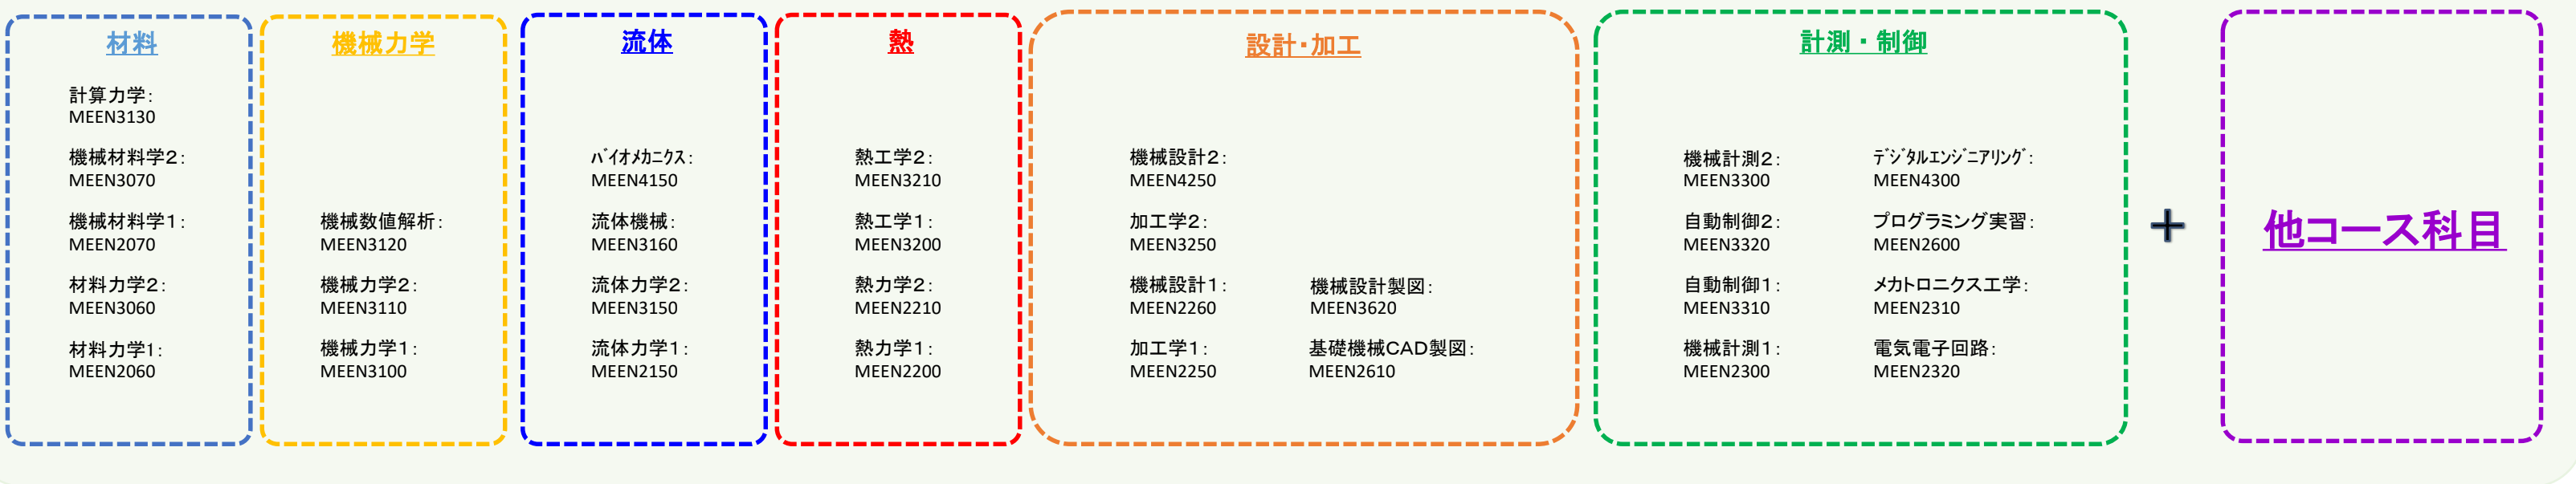 材料
計算力学:
MEEN3130
機械材料学2:
MEEN3070
機械材料学1:
MEEN2070
材料力学2:
MEEN3060
材料力学1:
MEEN2060
機械力学
機械数値解析:
MEEN3120
機械力学2:
MEEN3110
機械力学1:
MEEN3100
流体
バイオメカニクス:
MEEN4150
流体機械:
MEEN3160
流体力学2:
MEEN3150
流体力学1:
MEEN2150
熱
熱工学2:
MEEN3210
熱工学1:
MEEN3200
熱力学2:
MEEN2210
熱力学1:
MEEN2200
設計・加工
機械設計2:
MEEN4250
加工学2:
MEEN3250
機械設計1:
MEEN2260
加工学1:
MEEN2250
機械設計製図:
MEEN3620
基礎機械CAD製図:
MEEN2610
計測・制御
機械計測2:
MEEN3300
自動制御2:
MEEN3320
自動制御1:
MEEN3310
機械計測1:
MEEN2300
デジタルエンジニアリング:
MEEN4300
プログラミング実習:
MEEN2600
メカトロニクス工学:
MEEN2310
電気電子回路:
MEEN2320
+
他コース科目